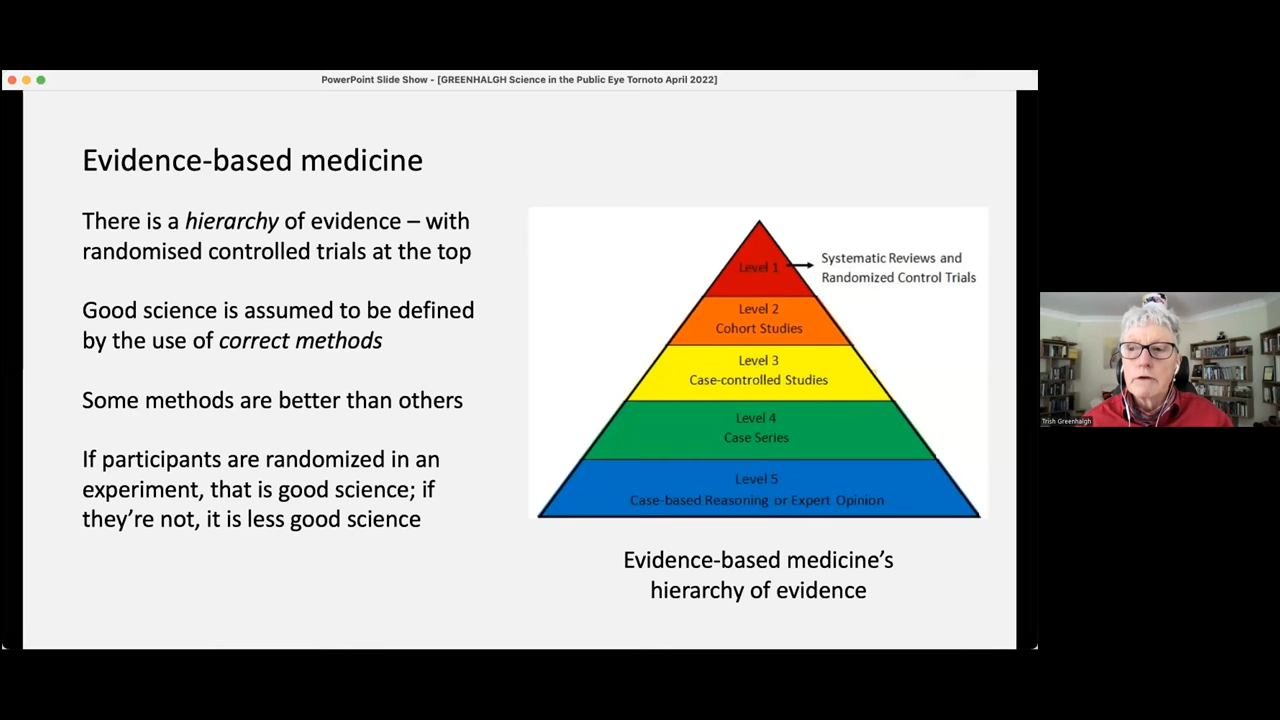 PowerPoint Slide Show - [GREENHALGH Science in the Public Eye Tornoto April 2022]
Evidence-based medicine
There is a hierarchy of evidence – with
randomised controlled trials at the top
Good science is assumed to be defined
by the use of correct methods
Some methods are better than others
If participants are randomized in an
experiment, that is good science; if
they're not, it is less good science
Level 1
Systematic Reviews and
Randomized Control Trials
Level 2
Cohort Studies
Level 3
Case-controlled Studies
Level 4
Case Series
Level 5
Case-based Reasoning or Expert Opinion
Evidence-based medicine's
hierarchy of evidence
Trish Greenhalgh